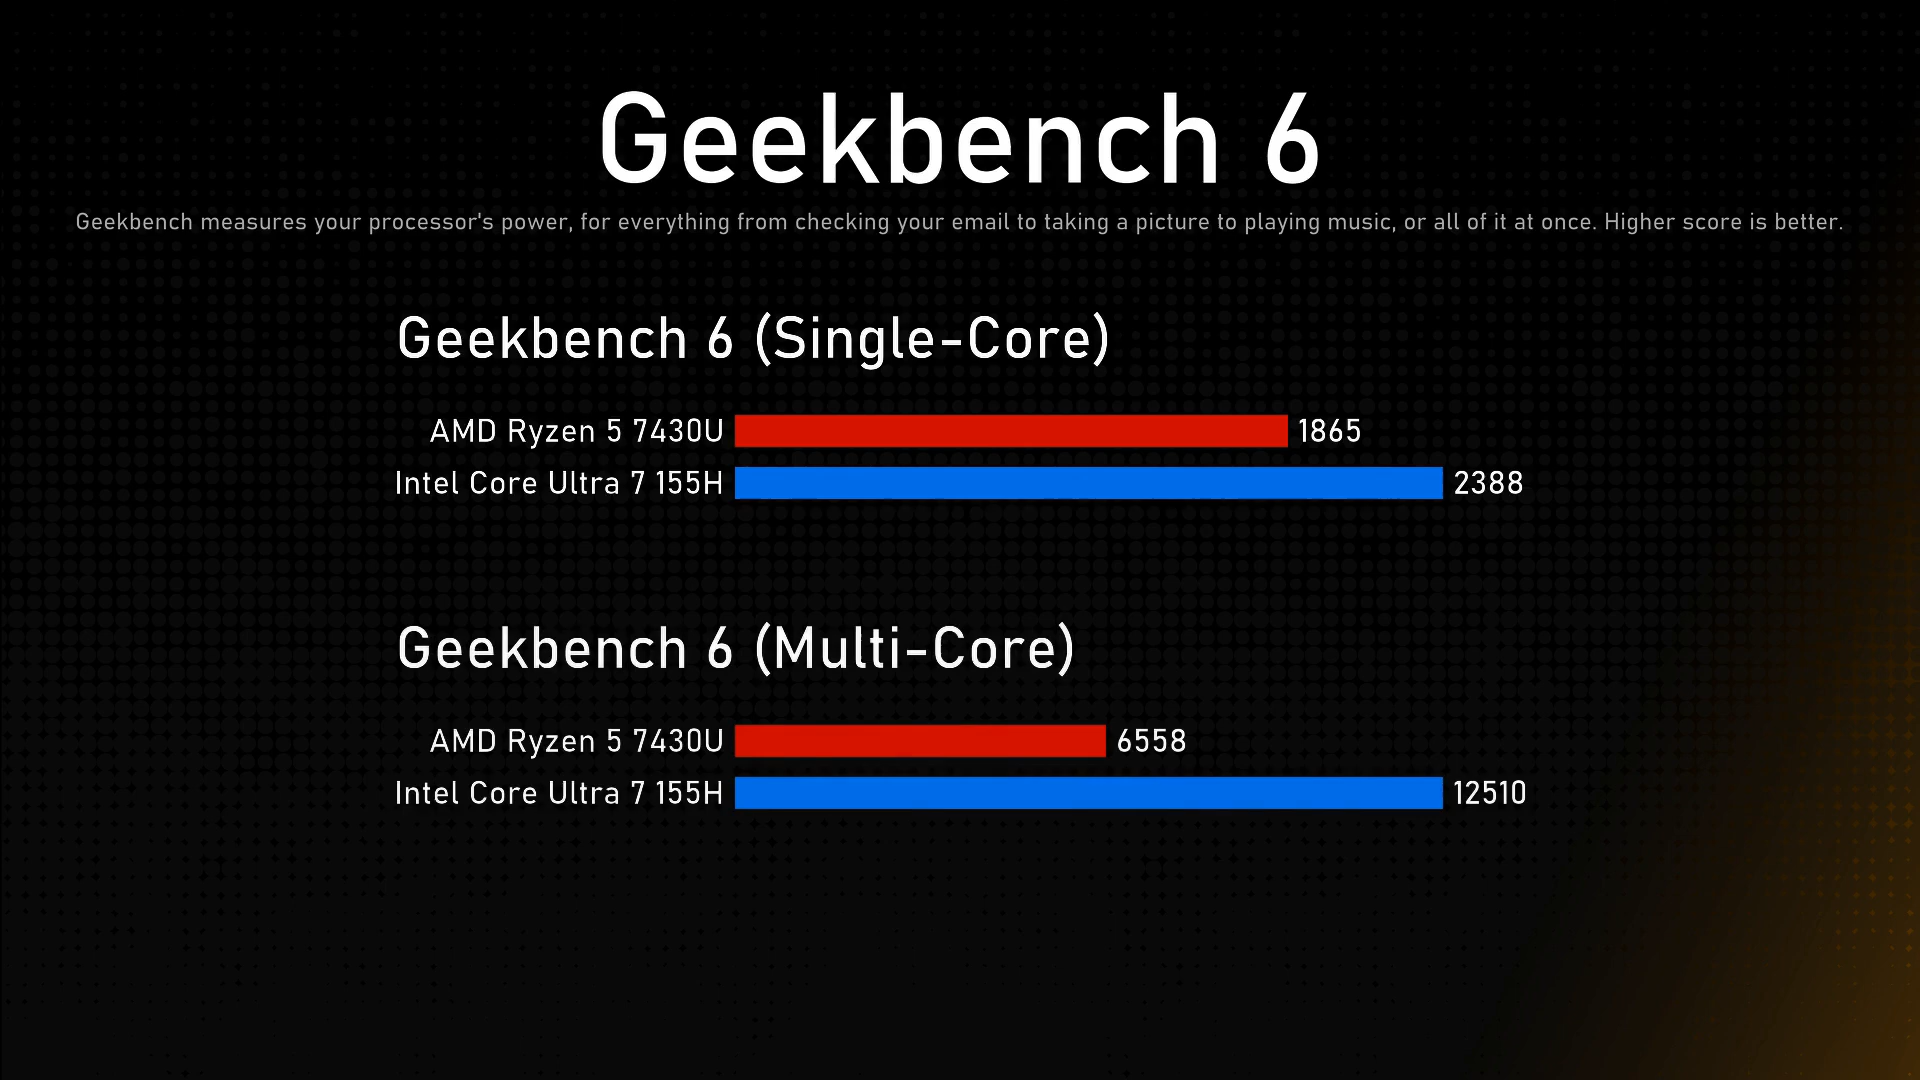 Geekbench 6
Geekbench measures your processor's power, for everything from checking your email to taking a picture to playing music, or all of it at once. Higher score is better.
Geekbench 6 (Single-Core)
AMD Ryzen 5 7430U 1865
Intel Core Ultra 7 155H 2388
Geekbench 6 (Multi-Core)
AMD Ryzen 5 7430U 6558
Intel Core Ultra 7 155H 12510